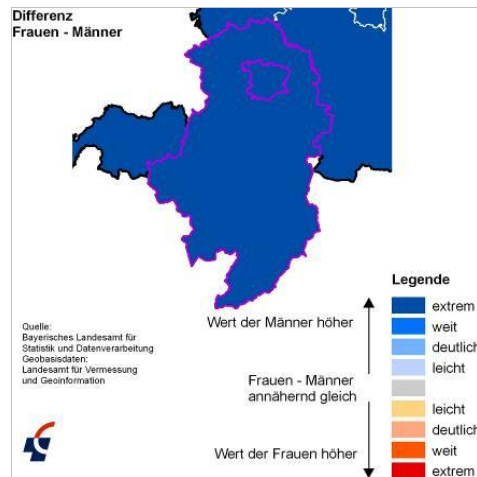 Differenz
Frauen - Männer
Legende
extrem
weit
deutlich
leicht
leicht
deutlich
weit
extrem
Wert der Männer höher
Frauen - Männer
annähernd gleich
Wert der Frauen höher
Quelle:
Bayerisches Landesamt für
Statistik und Datenverarbeitung
Geobasisdaten:
Landesamt für Vermessung
und Geoinformation